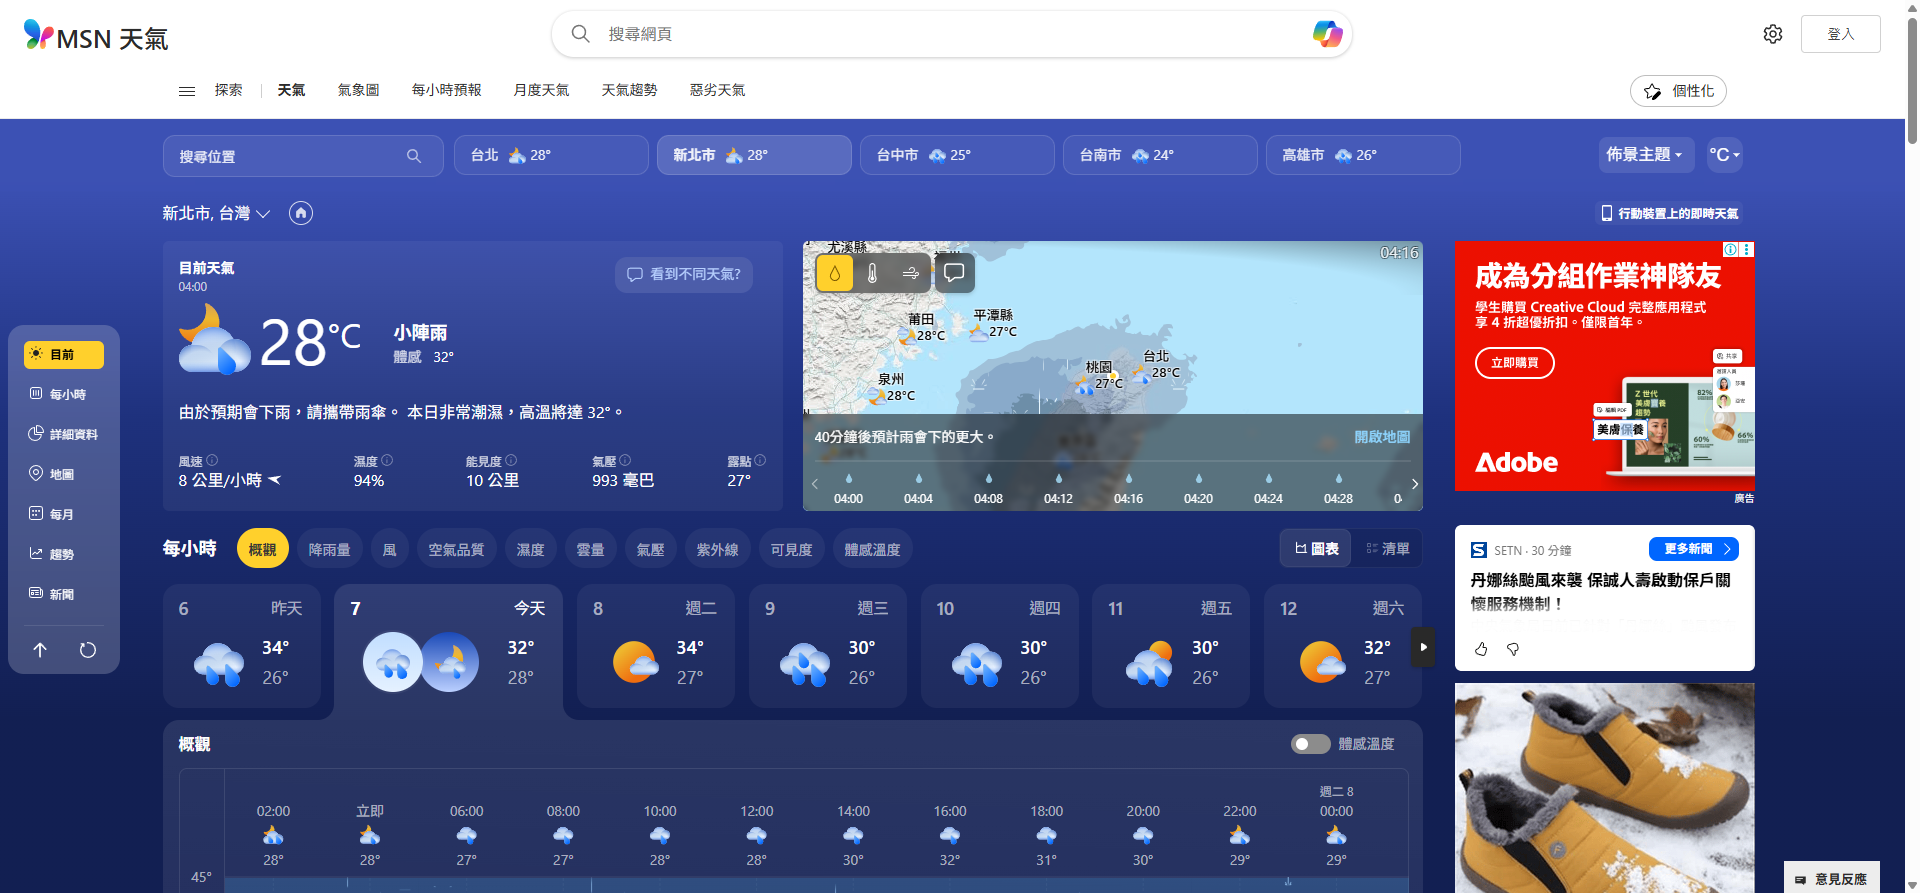 MSN 天氣
搜尋網頁
登入
探索 天氣 氣象圖 每小時預報 月度天氣 天氣趨勢 惡劣天氣
個性化
搜尋位置
台北 28°
新北市 28°
台中市 25°
台南市 24°
高雄市 26°
佈景主題
°C
新北市, 台灣
行動裝置上的即時天氣
目前
每小時
詳細資料
地圖
每月
趨勢
新聞
目前天氣
04:00
看到不同天氣?
28°C
小陣雨
體感 32°
由於預期會下雨，請攜帶雨傘。 本日非常潮濕，高溫將達 32°。
風速 濕度 能見度 氣壓 露點
8 公里/小時 94% 10 公里 993 毫巴 27°
尤溪縣
04:16
莆田
28°C
平潭縣
27°C
泉州
28°C
桃園
27°C
台北
28°C
40分鐘後預計雨會下的更大。
開啟地圖
04:00 04:04 04:08 04:12 04:16 04:20 04:24 04:28
成為分組作業神隊友
學生購買 Creative Cloud 完整應用程式
享 4 折超優折扣。僅限首年。
立即購買
共享
Z 世代
美膚營養
趨勢
82%
編輯 PDF
美膚保養
60%
66%
Adobe
廣告
每小時
概觀 降雨量 風 空氣品質 濕度 雲量 氣壓 紫外線 可見度 體感溫度
圖表 清單
6 昨天
34°
26°
7 今天
32°
28°
8 週二
34°
27°
9 週三
30°
26°
10 週四
30°
26°
11 週五
30°
26°
12 週六
32°
27°
SETN · 30 分鐘
更多新聞
丹娜絲颱風來襲 保誠人壽啟動保戶關
懷服務機制！
概觀
體感溫度
週二 8
02:00 立即 06:00 08:00 10:00 12:00 14:00 16:00 18:00 20:00 22:00 00:00
28° 28° 27° 27° 28° 28° 30° 32° 31° 30° 29° 29°
45°
F
意見反應